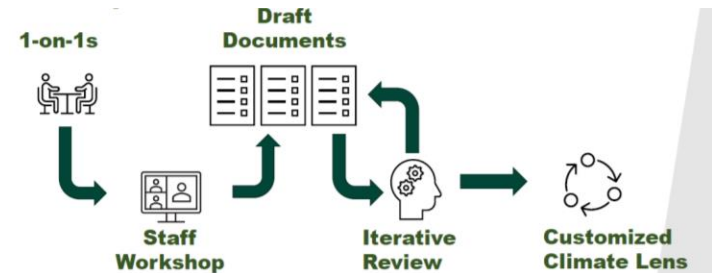 1-on-1s
Draft
Documents
Staff
Workshop
Iterative
Review
Customized
Climate Lens